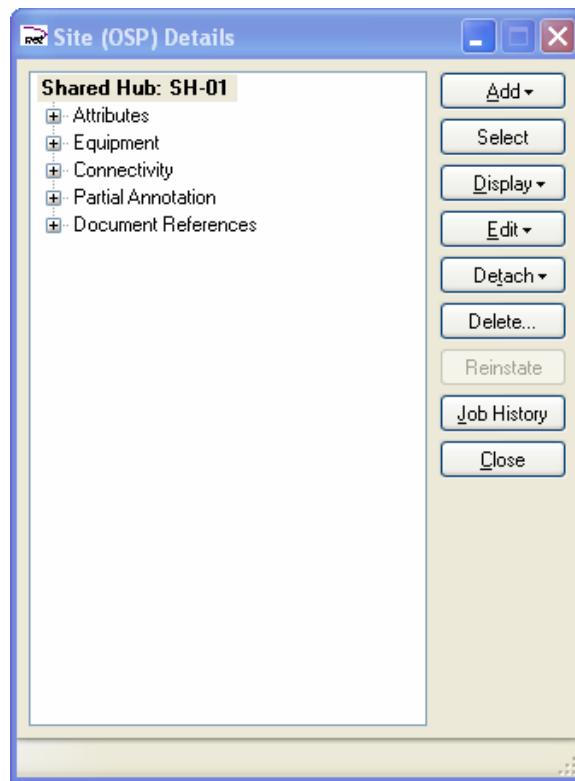 Site (OSP) Details
Shared Hub: SH-01
Attributes
Equipment
Connectivity
Partial Annotation
Document References
Add
Select
Display
Edit
Detach
Delete...
Reinstate
Job History
Close